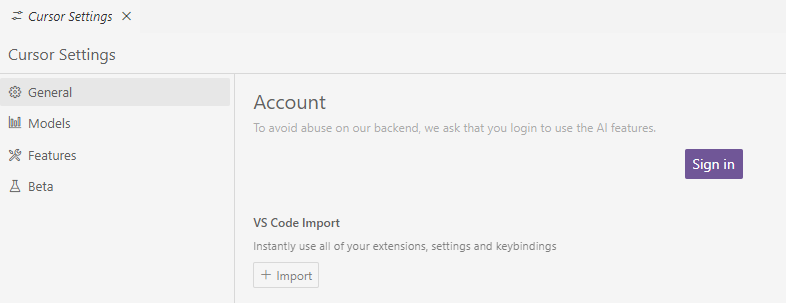 Cursor Settings
Cursor Settings
General
Models
Features
Beta
Account
To avoid abuse on our backend, we ask that you login to use the AI features.
Sign in
VS Code Import
Instantly use all of your extensions, settings and keybindings
+ Import